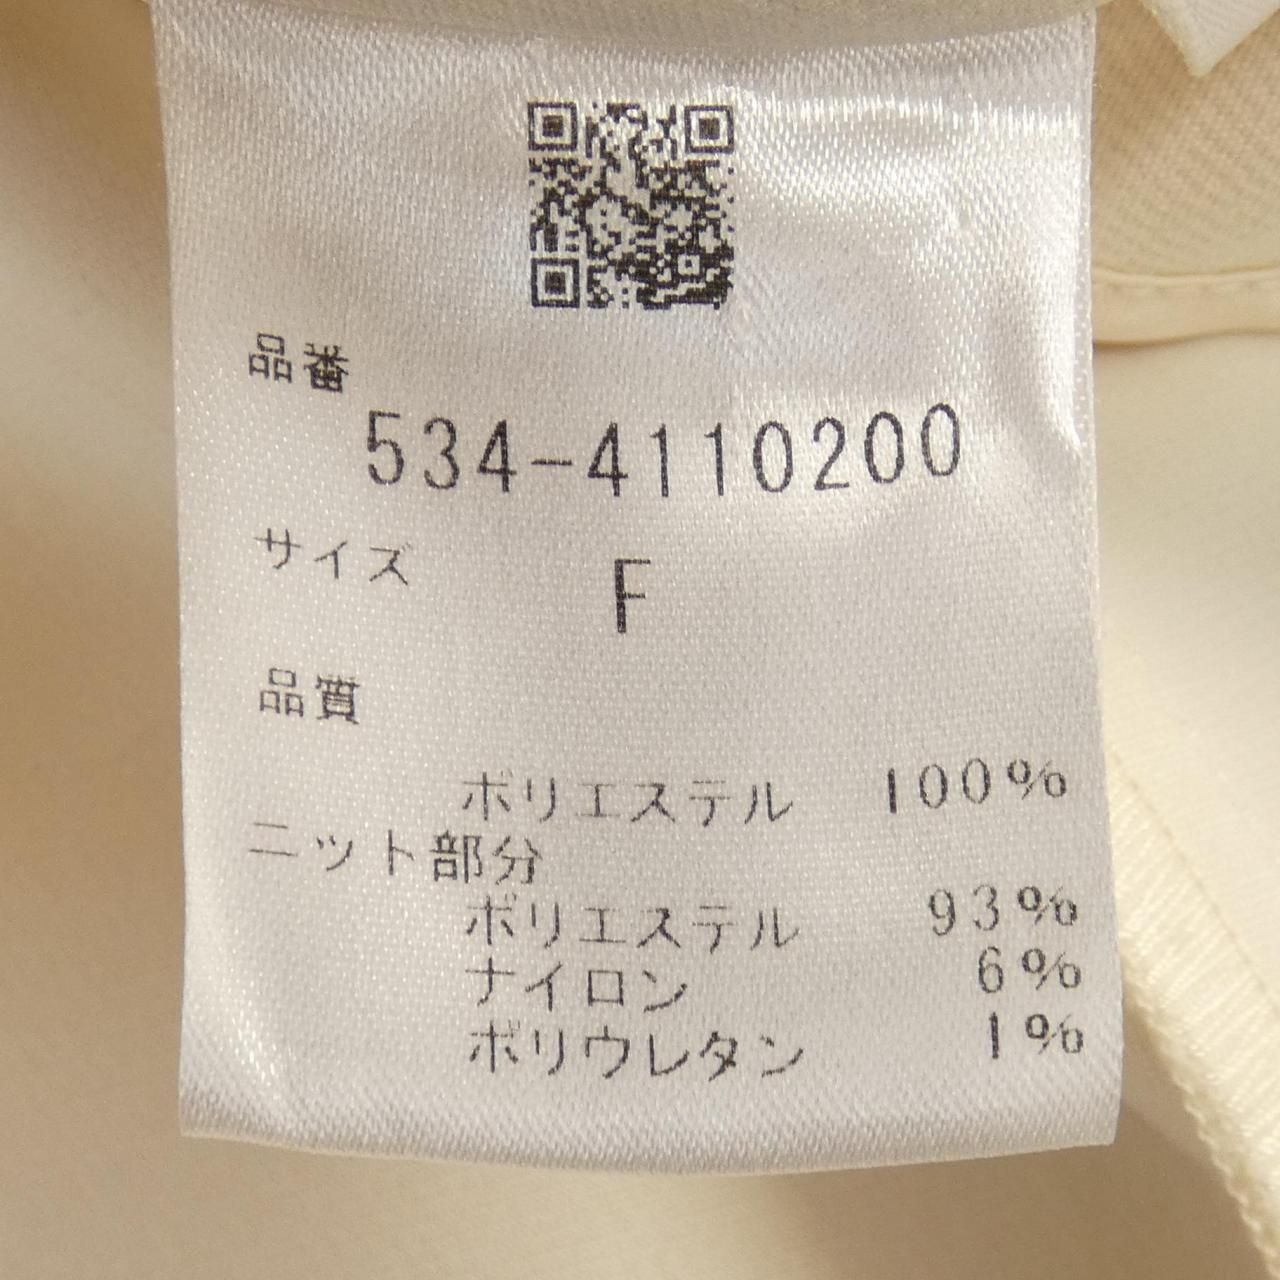 品番
534-4110200
サイズ F
品質
ポリエステル 100%
ニット部分
ポリエステル 93%
ナイロン 6%
ポリウレタン 1%